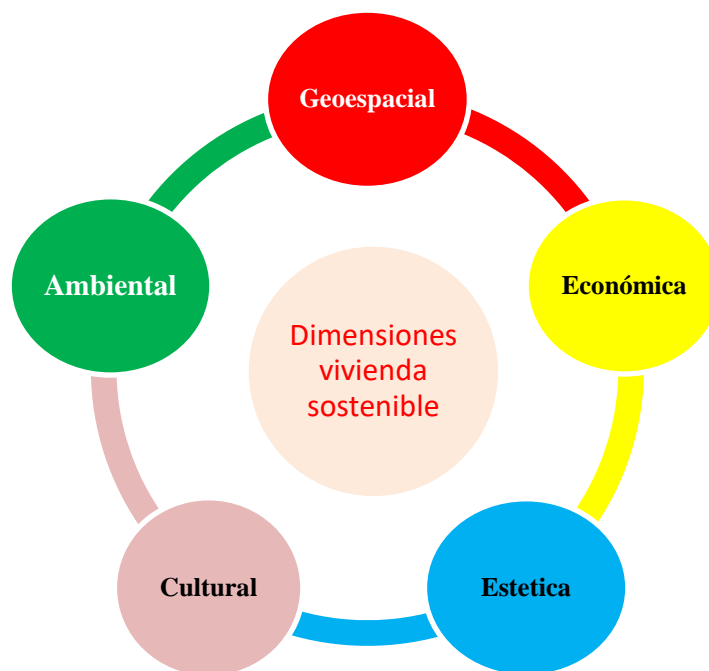 Geoespacial
Económica
Estetica
Cultural
Ambiental
Dimensiones
vivienda
sostenible